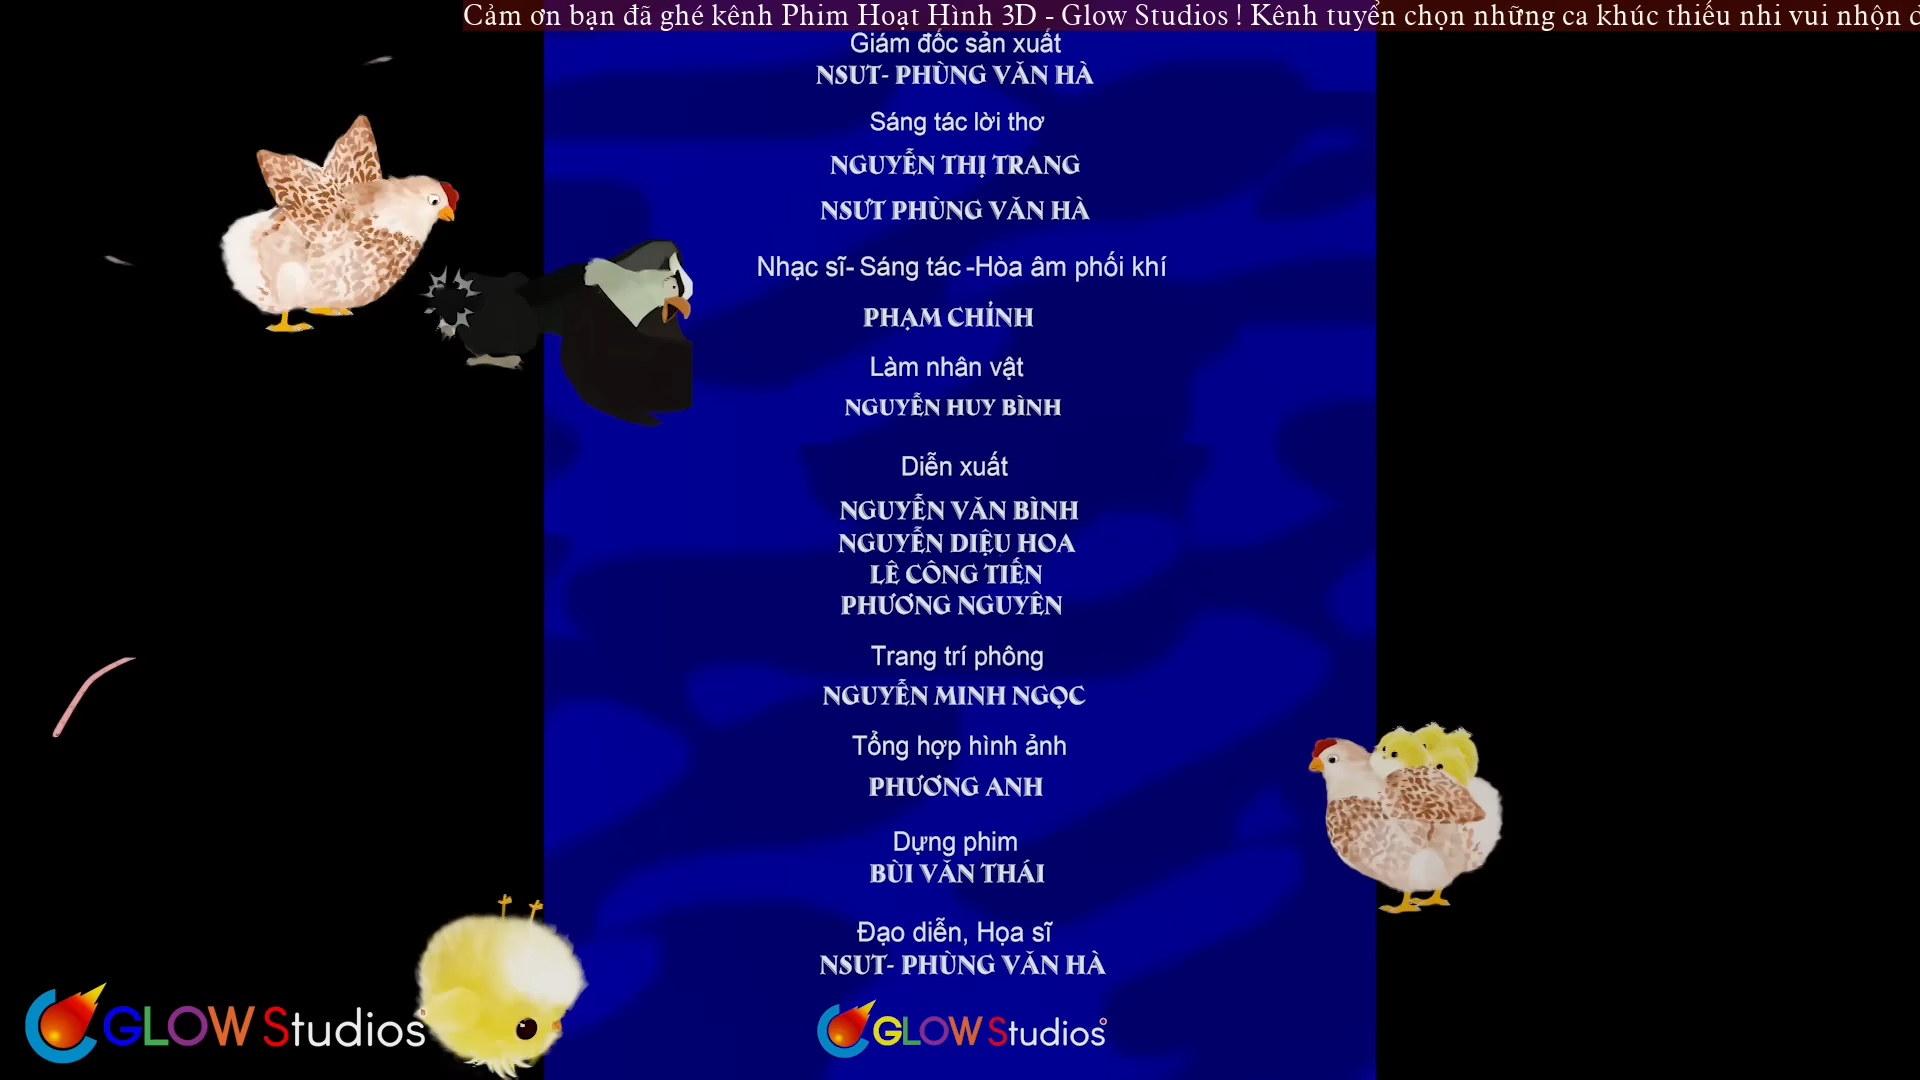 Cảm ơn bạn đã ghé kênh Phim Hoạt Hình 3D - Glow Studios ! Kênh tuyển chọn những ca khúc thiếu nhi vui nhộn
Giám đốc sản xuất
NSUT- PHÙNG VĂN HÀ
Sáng tác lời thơ
NGUYỄN THỊ TRANG
NSƯT PHÙNG VĂN HÀ
Nhạc sĩ- Sáng tác -Hòa âm phối khí
PHẠM CHỈNH
Làm nhân vật
NGUYỄN HUY BÌNH
Diễn xuất
NGUYỄN VĂN BÌNH
NGUYỄN DIỆU HOA
LÊ CÔNG TIẾN
PHƯƠNG NGUYÊN
Trang trí phông
NGUYỄN MINH NGỌC
Tổng hợp hình ảnh
PHƯƠNG ANH
Dựng phim
BÙI VĂN THÁI
Đạo diễn, Họa sĩ
NSUT- PHÙNG VĂN HÀ
GLOW Studios
GLOW Studios